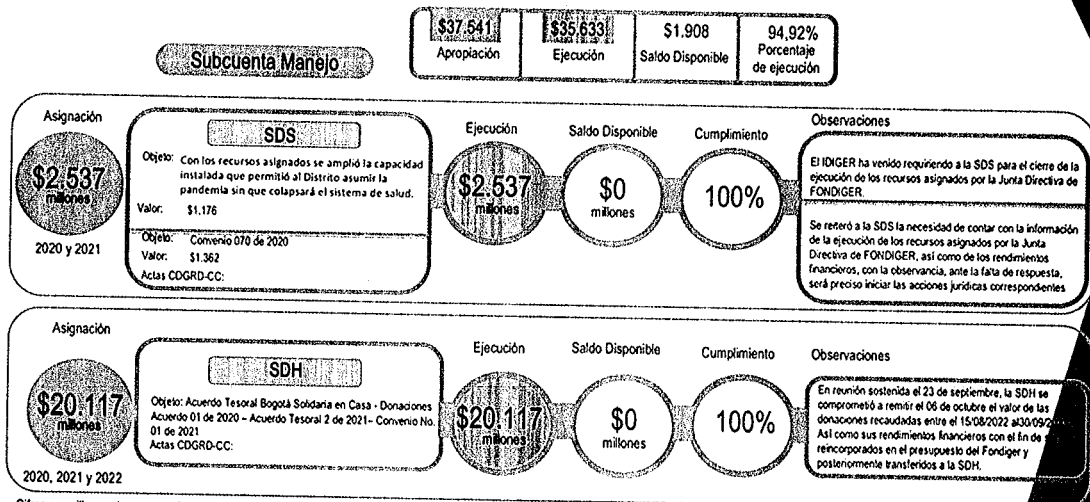 Subcuenta Manejo
$37.541
Apropiación
$35.633
Ejecución
$1.908
Saldo Disponible
94,92%
Porcentaje
de ejecución
Asignación
$2.537
millones
2020 y 2021
SDS
Objeto: Con los recursos asignados se amplió la capacidad
instalada que permitió al Distrito asumir la
pandemia sin que colapsará el sistema de salud.
Valor: $1.176
Objeto: Convenio 070 de 2020
Valor: $1.362
Actas CDGRD-CC:
Ejecución
$2.537
millones
Saldo Disponible
$0
millones
Cumplimiento
100%
Observaciones
El IDIGER ha venido requiriendo a la SDS para el cierre de la
ejecución de los recursos asignados por la Junta Directiva de
FONDIGER.
Se reiteró a la SDS la necesidad de contar con la información
de la ejecución de los recursos asignados por la Junta
Directiva de FONDIGER, así como de los rendimientos
financieros, con la observancia, ante la falta de respuesta,
será preciso iniciar las acciones jurídicas correspondientes
Asignación
$20.117
millones
2020, 2021 y 2022
SDH
Objeto: Acuerdo Tesoral Bogotá Solidaria en Casa - Donaciones
Acuerdo 01 de 2020 – Acuerdo Tesoral 2 de 2021– Convenio No.
01 de 2021
Actas CDGRD-CC:
Ejecución
$20.117
millones
Saldo Disponible
$0
millones
Cumplimiento
100%
Observaciones
En reunión sostenida el 23 de septiembre, la SDH se
comprometió a remitir el 06 de octubre el valor de las
donaciones recaudadas entre el 15/08/2022 al30/09/2
Así como sus rendimientos financieros con el fin de
reincorporados en el presupuesto del Fondiger y
posteriormente transferidos a la SDH.